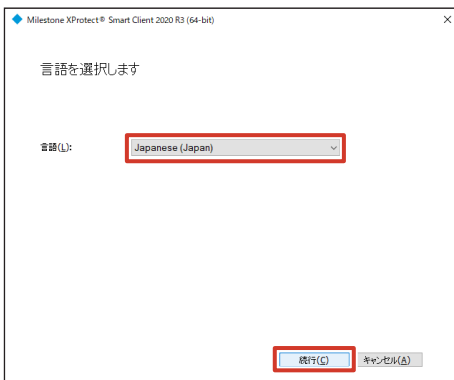 Milestone XProtect® Smart Client 2020 R3 (64-bit)
言語を選択します
言語(L): Japanese (Japan)
続行(C) キャンセル(A)